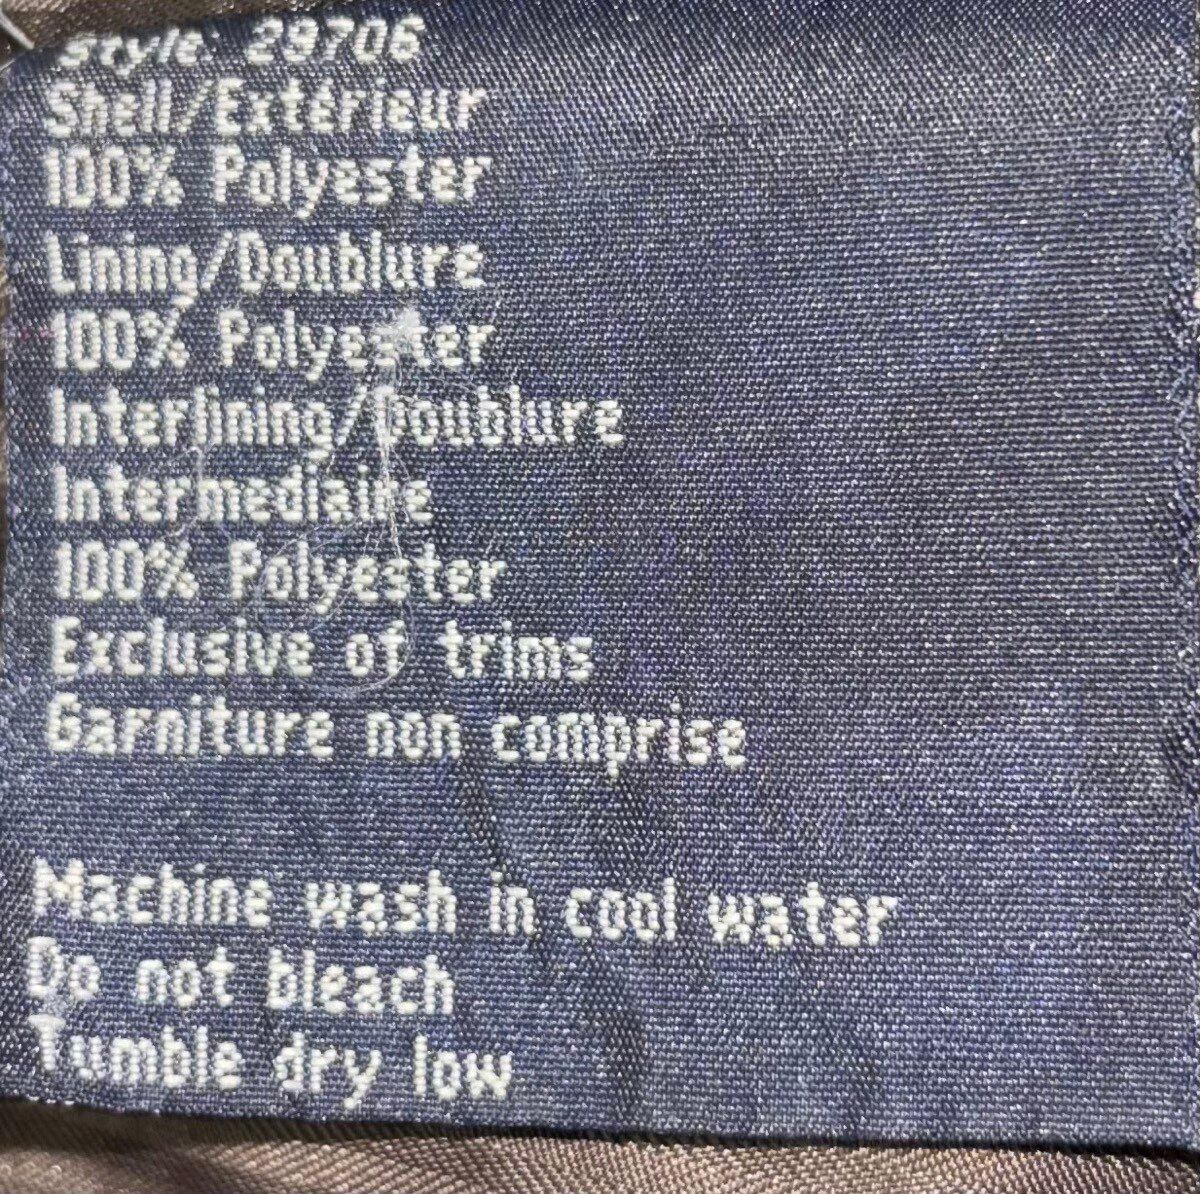 Style 29706
Shell/Extérieur
100% Polyester
Lining/Doublure
100% Polyester
Interlining/Doublure
Intermediaire
100% Polyester
Exclusive of trims
Garniture non comprise
Machine wash in cool water
Do not bleach
Tumble dry low